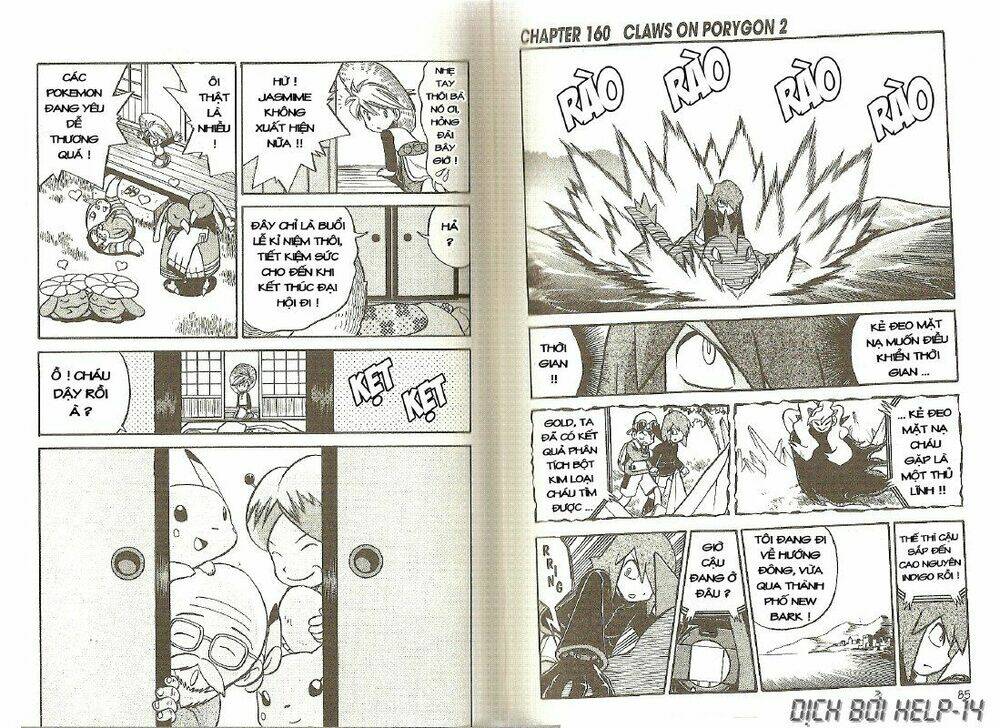 CHAPTER 160 CLAWS ON PORYGON 2
RÀO
RÀO
RÀO
RÀO
KẺ ĐEO MẶT
NẠ MUỐN ĐIỀU
KHIỂN THỜI
GIAN ...
THỜI
GIAN
!!
... KẺ ĐEO
MẶT NẠ
CHÁU
GẶP LÀ
MỘT THỦ
LĨNH !!
GOLD, TA
ĐÃ CÓ KẾT
QUẢ PHÂN
TÍCH BỘT
KIM LOẠI
CHÁU TÌM
ĐƯỢC ...
THẾ THÌ CẬU
SẮP ĐẾN
CAO NGUYÊN
INDIGO RỒI !
TÔI ĐANG ĐI
VỀ HƯỚNG
ĐÔNG, VỪA
QUA THÀNH
PHỐ NEW
BARK !
GIỜ
CẬU
ĐANG Ở
ĐÂU ?
RRRING
85
NHẸ
TAY
THÔI BÀ
NÓ ƠI,
HÔNG
ĐÁI
BÂY
GIỜ !
HỨ !
JASMIME
KHÔNG
XUẤT HIỆN
NỮA !!
ÔI
THẬT
LÀ
NHIỀU
!
CÁC
POKEMON
ĐANG YÊU
DỄ
THƯƠNG
QUÁ !
HẢ
?
ĐÂY CHỈ LÀ BUỔI
LỄ KỈ NIỆM THÔI,
TIẾT KIỆM SỨC
CHO ĐẾN KHI
KẾT THÚC ĐẠI
HỘI ĐI !
KẸT
KẸT
Ồ ! CHÁU
DẬY RỒI
À ?
DỊCH BỞI HELP-14